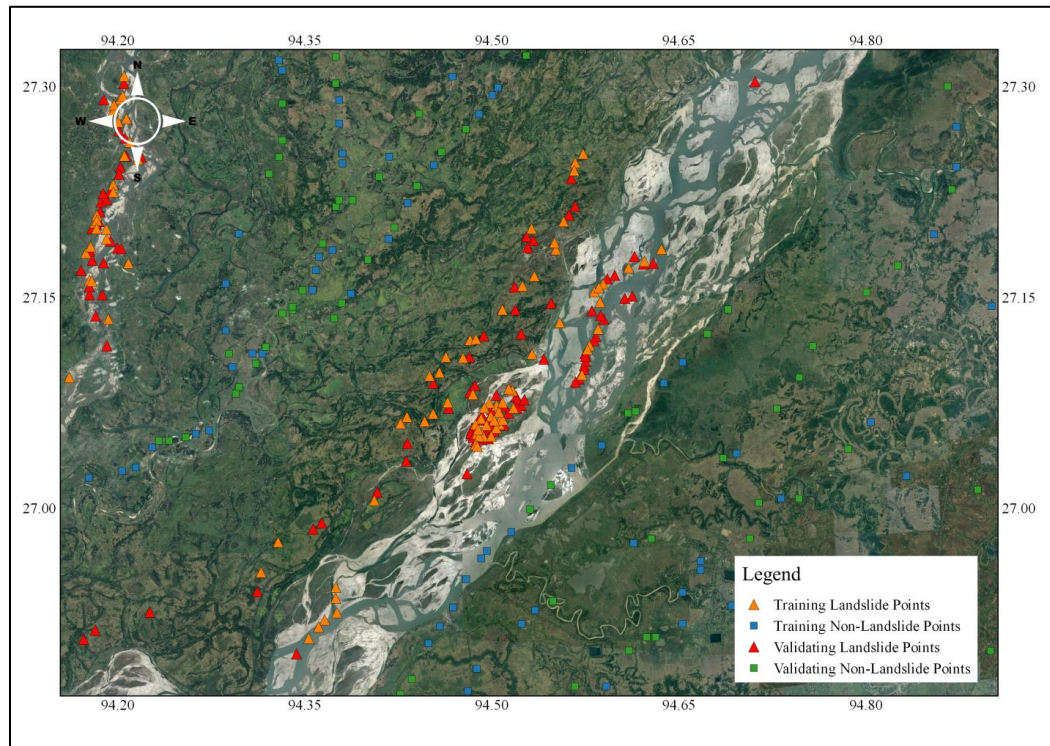 94.20 94.35 94.50 94.65 94.80
N
27.30 27.30
W E
S
27.15 27.15
27.00 27.00
Legend
Training Landslide Points
Training Non-Landslide Points
Validating Landslide Points
Validating Non-Landslide Points
94.20 94.35 94.50 94.65 94.80